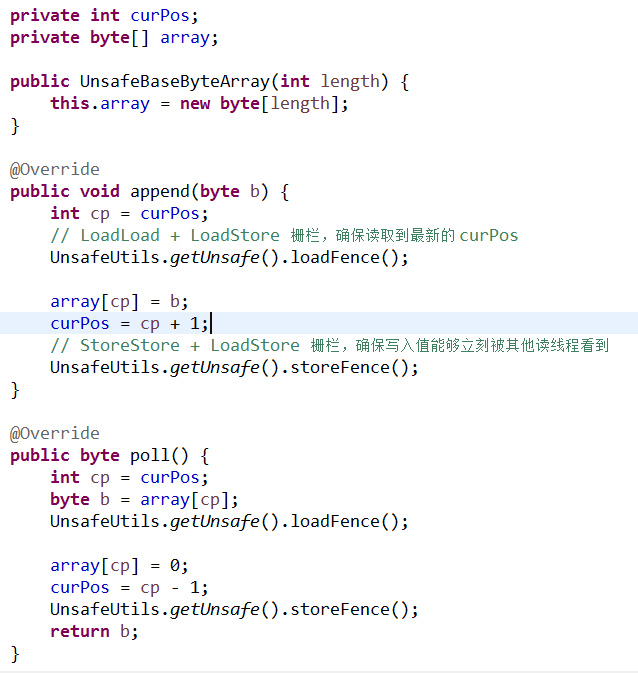 private int curPos;
private byte[] array;
public UnsafeBaseByteArray(int length) {
this.array = new byte[length];
}
@Override
public void append(byte b) {
int cp = curPos;
// LoadLoad + LoadStore 栅栏，确保读取到最新的 curPos
UnsafeUtils.getUnsafe().loadFence();
array[cp] = b;
curPos = cp + 1;
// StoreStore + LoadStore 栅栏，确保写入值能够立刻被其他读线程看到
UnsafeUtils.getUnsafe().storeFence();
}
@Override
public byte poll() {
int cp = curPos;
byte b = array[cp];
UnsafeUtils.getUnsafe().loadFence();
array[cp] = 0;
curPos = cp - 1;
UnsafeUtils.getUnsafe().storeFence();
return b;
}